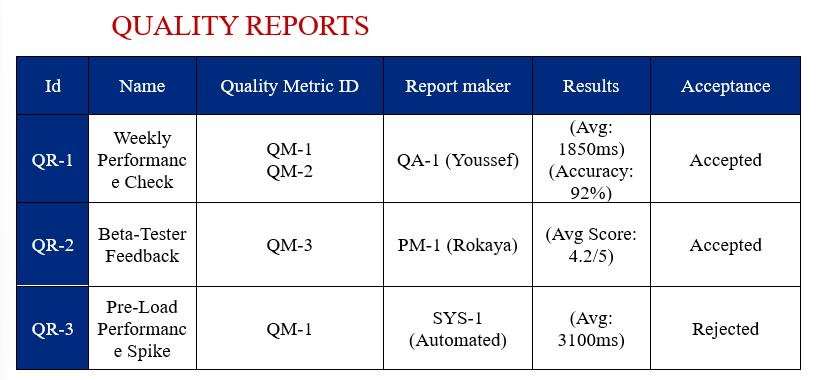 QUALITY REPORTS
Id Name Quality Metric ID Report maker Results Acceptance
QR-1
Weekly
Performanc
e Check
QM-1
QM-2
QA-1 (Youssef)
(Avg:
1850ms)
(Accuracy:
92%)
Accepted
QR-2
Beta-Tester
Feedback
QM-3
PM-1 (Rokaya)
(Avg Score:
4.2/5)
Accepted
QR-3
Pre-Load
Performanc
e Spike
QM-1
SYS-1
(Automated)
(Avg:
3100ms)
Rejected